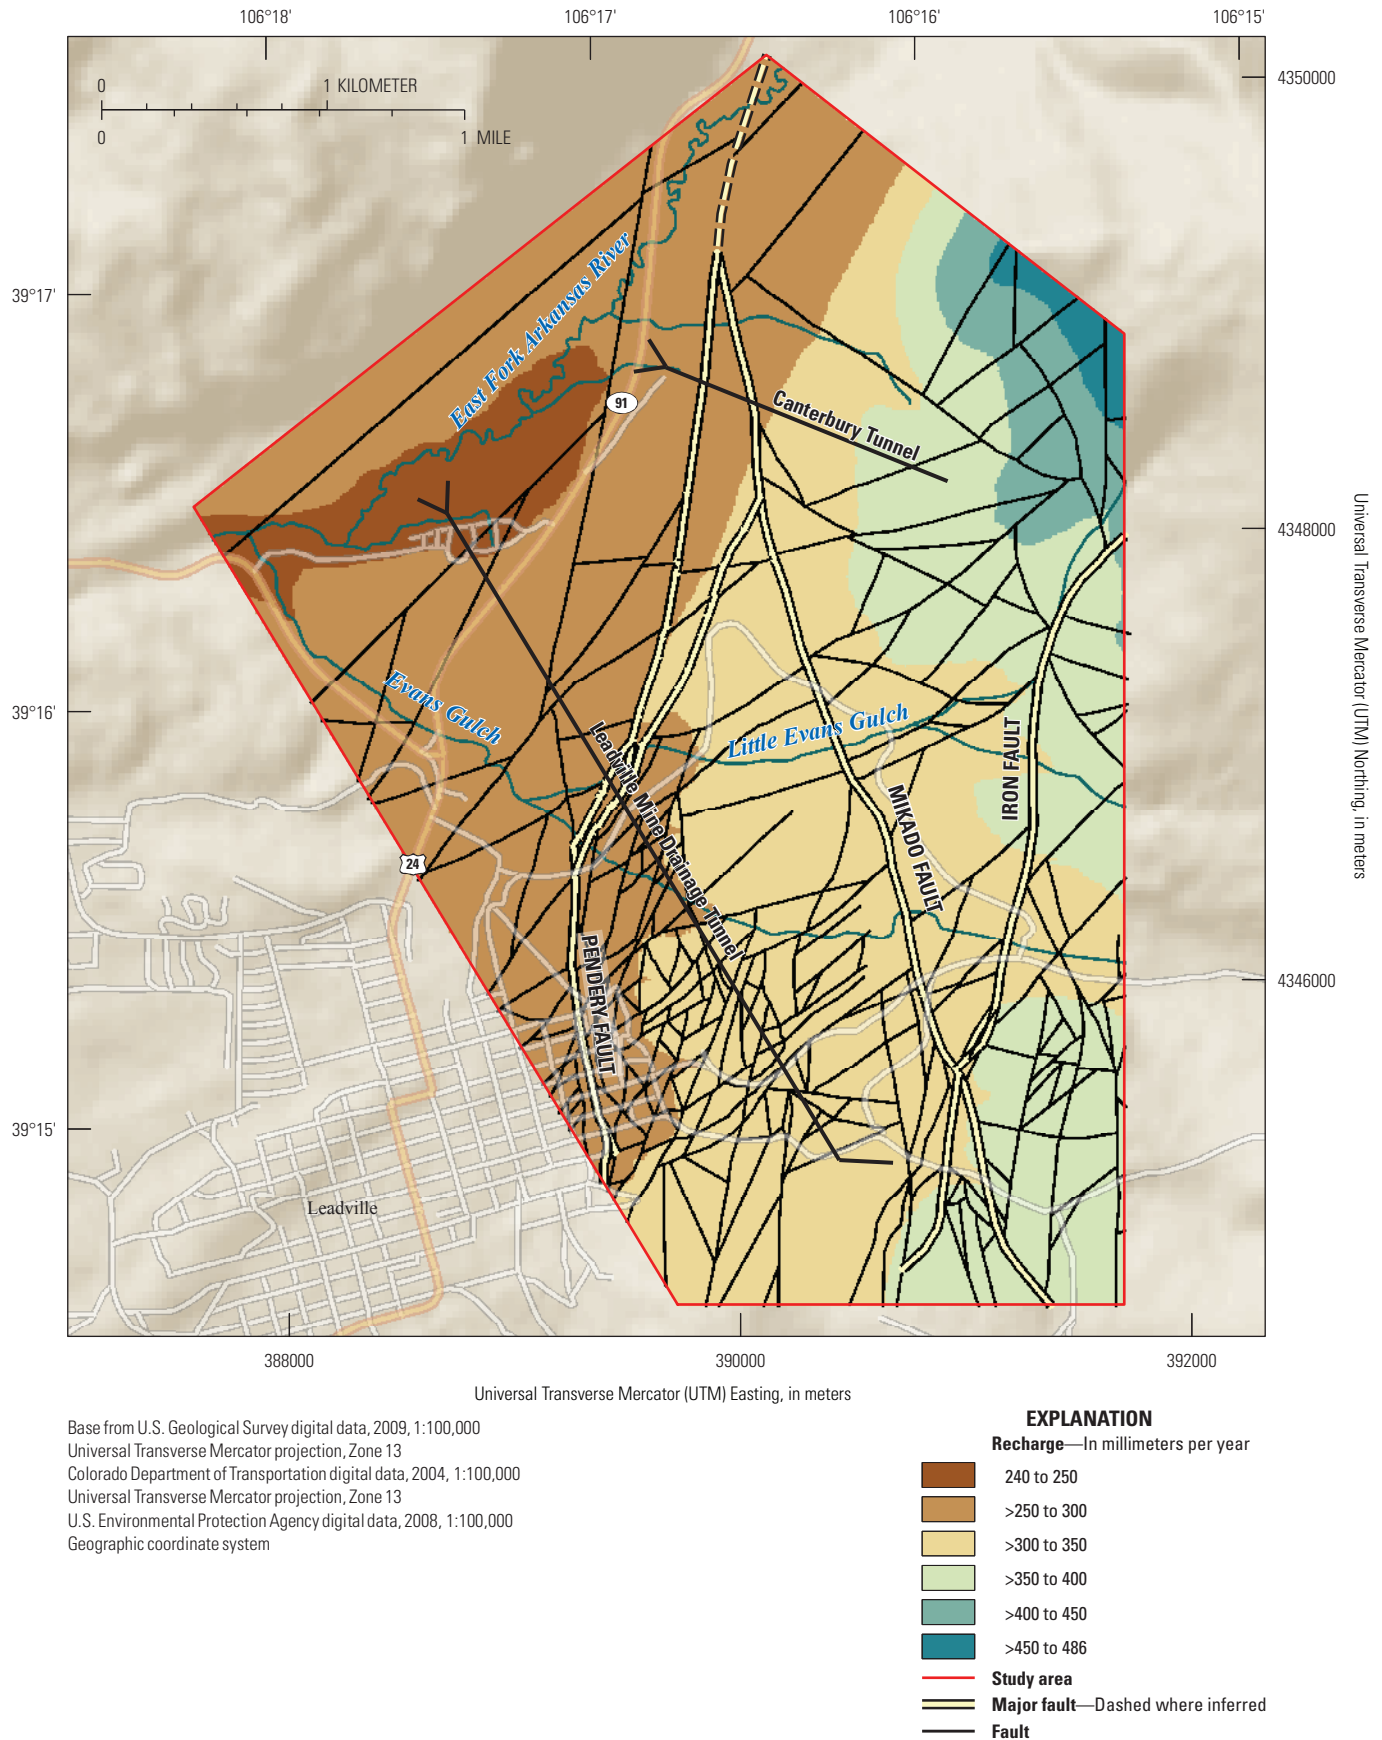 106°18'
106°17'
106°16'
106°15'
0
1 KILOMETER
0
1 MILE
4350000
39°17'
East Fork Arkansas River
91
Canterbury Tunnel
4348000
Universal Transverse Mercator (UTM) Northing, in meters
39°16'
Evans Gulch
Leadville Mine Drainage Tunnel
Little Evans Gulch
IRON FAULT
MIKADO FAULT
24
PENDERY FAULT
4346000
39°15'
Leadville
388000
390000
392000
Universal Transverse Mercator (UTM) Easting, in meters
Base from U.S. Geological Survey digital data, 2009, 1:100,000
Universal Transverse Mercator projection, Zone 13
Colorado Department of Transportation digital data, 2004, 1:100,000
Universal Transverse Mercator projection, Zone 13
U.S. Environmental Protection Agency digital data, 2008, 1:100,000
Geographic coordinate system
EXPLANATION
Recharge—In millimeters per year
240 to 250
>250 to 300
>300 to 350
>350 to 400
>400 to 450
>450 to 486
Study area
Major fault—Dashed where inferred
Fault